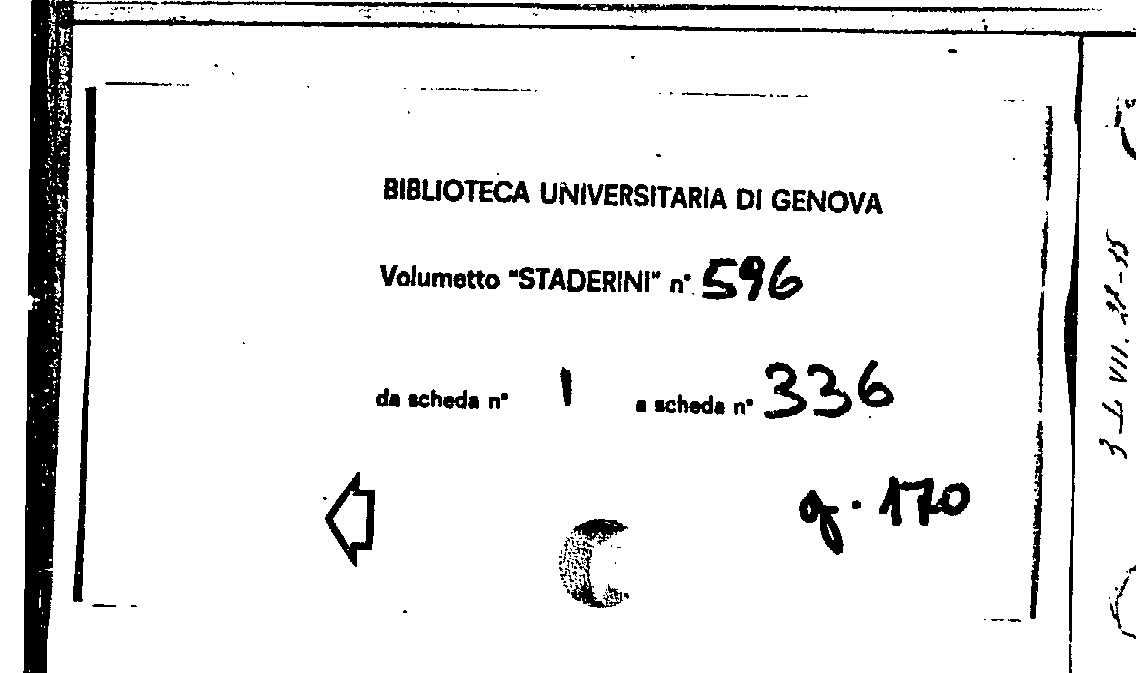 BIBLIOTECA UNIVERSITARIA DI GENOVA
Volumetto "STADERINI" n° 596
da scheda n° 1 a scheda n° 336
g. 170